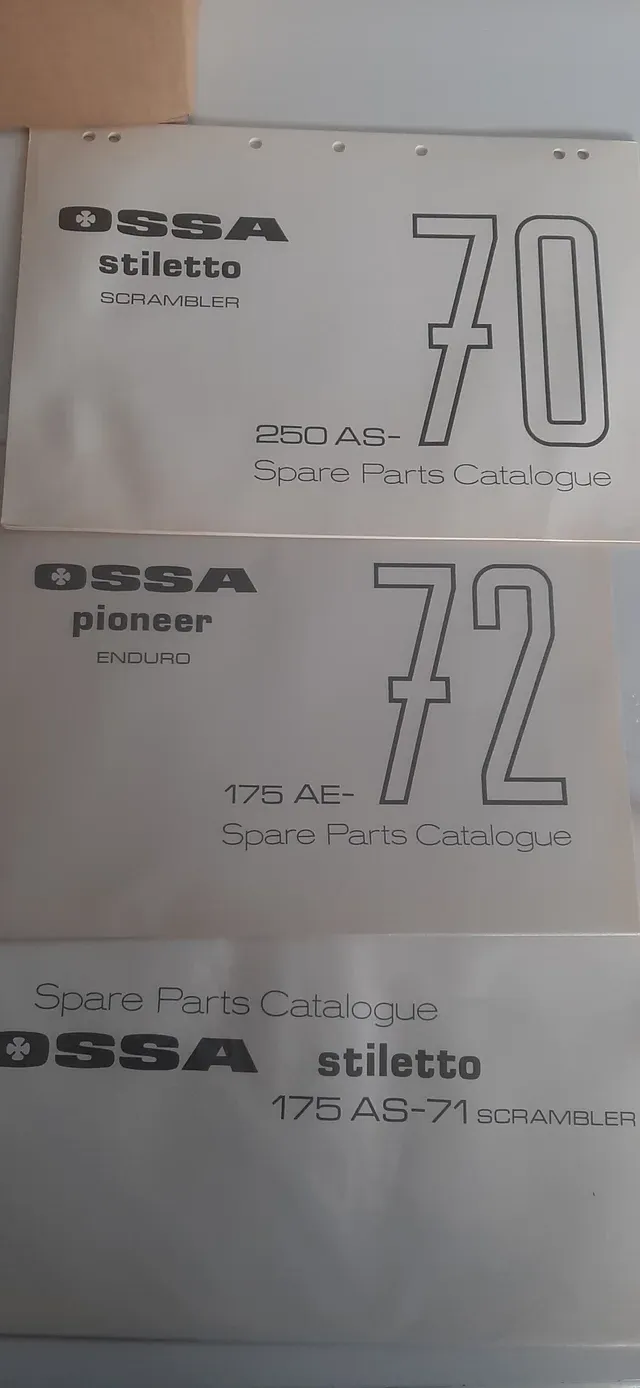 OSSA
stiletto
SCRAMBLER
250 AS-70
Spare Parts Catalogue
OSSA
pioneer
ENDURO
175 AE-72
Spare Parts Catalogue
Spare Parts Catalogue
OSSA stiletto
175 AS-71 SCRAMBLER